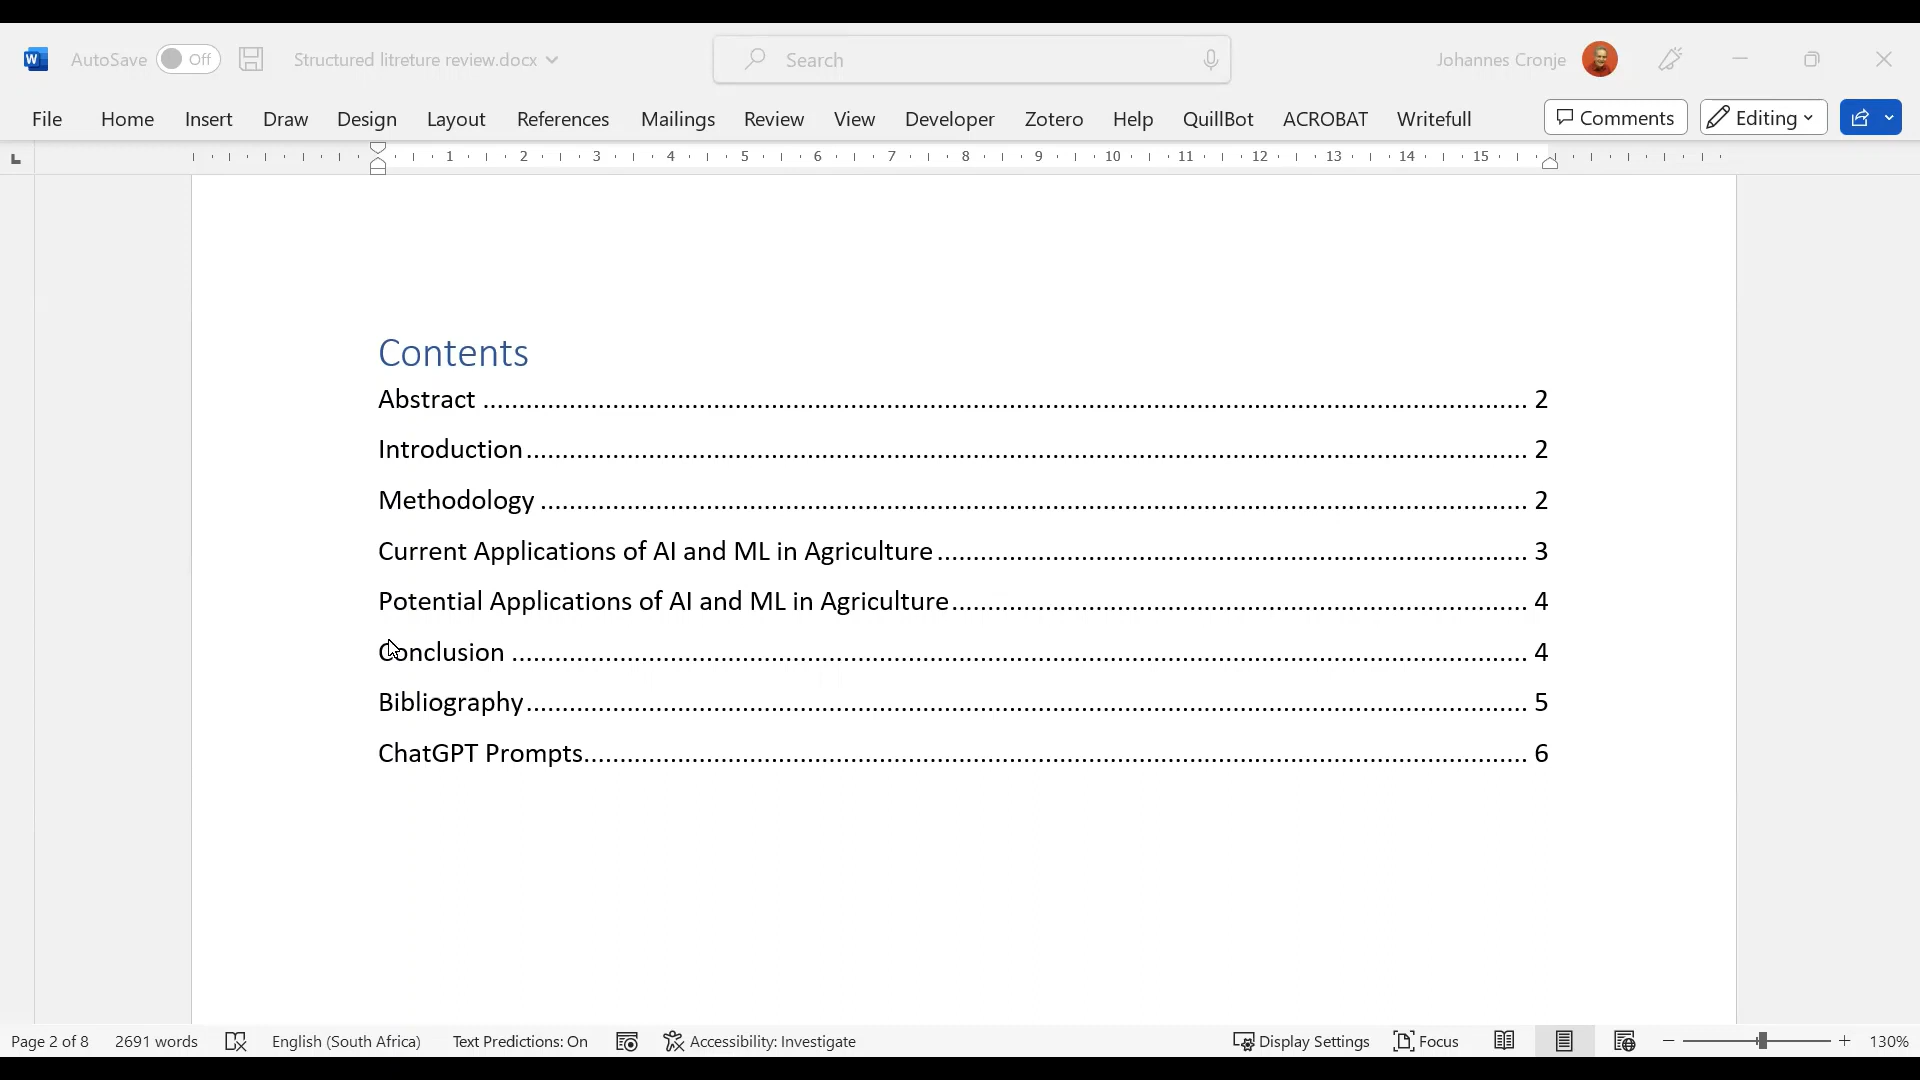 W AutoSave Off Structured litreture review.docx Search Johannes Cronje
File Home Insert Draw Design Layout References Mailings Review View Developer Zotero Help QuillBot ACROBAT Writefull Comments Editing
1 2 3 4 5 6 7 8 9 10 11 12 13 14 15
Contents
Abstract ........ 2
Introduction ........ 2
Methodology ........ 2
Current Applications of AI and ML in Agriculture ........ 3
Potential Applications of AI and ML in Agriculture ........ 4
Conclusion ........ 4
Bibliography ........ 5
ChatGPT Prompts ........ 6
Page 2 of 8 2691 words English (South Africa) Text Predictions: On Accessibility: Investigate Display Settings Focus 130%